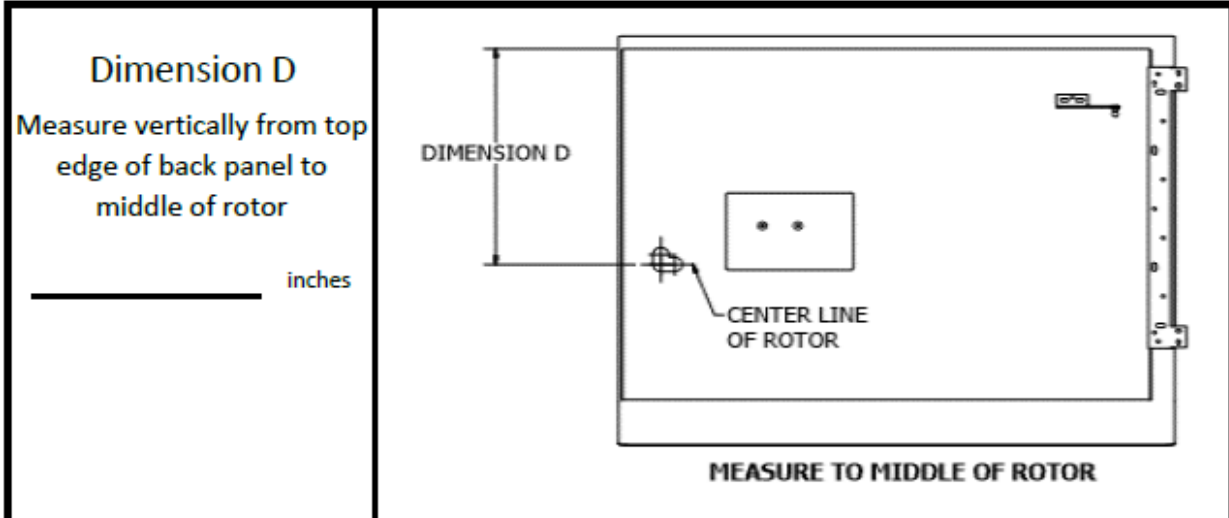 Dimension D
Measure vertically from top
edge of back panel to
middle of rotor
inches
DIMENSION D
CENTER LINE
OF ROTOR
MEASURE TO MIDDLE OF ROTOR